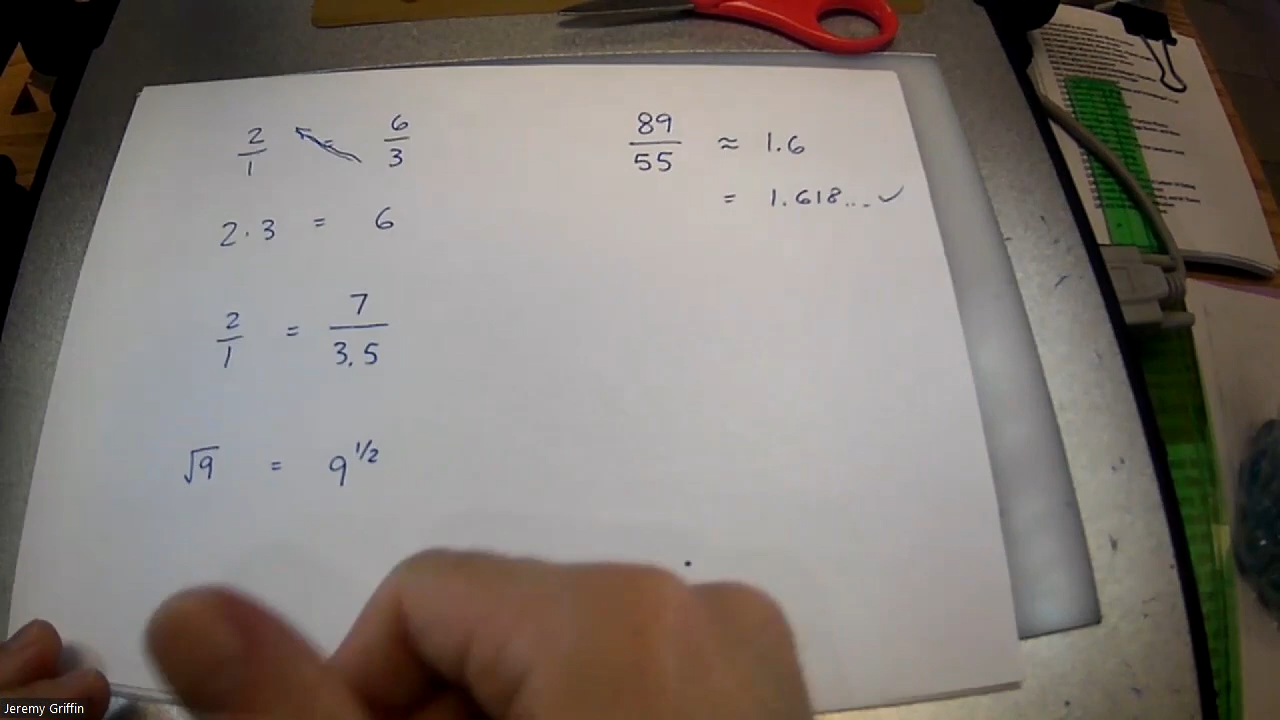 2/1 = 6/3
2·3 = 6
2/1 = 7/3.5
√9 = 9^1/2
89/55 ≈ 1.6
= 1.618... ✓
Jeremy Griffin